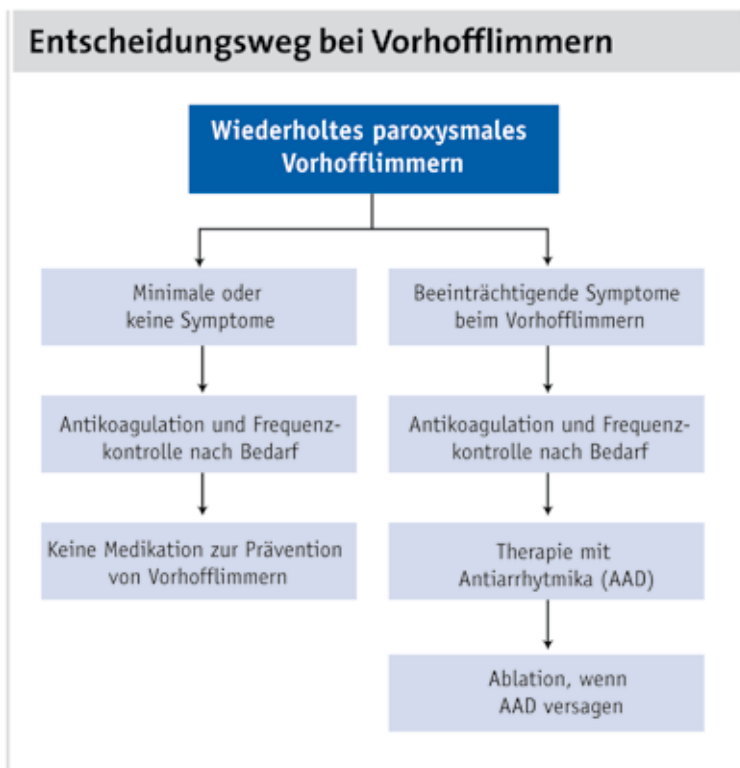 Entscheidungsweg bei Vorhofflimmern
Wiederholtes paroxysmales
Vorhofflimmern
Minimale oder
keine Symptome
Antikoagulation und Frequenz-
kontrolle nach Bedarf
Keine Medikation zur Prävention
von Vorhofflimmern
Beeinträchtigende Symptome
beim Vorhofflimmern
Antikoagulation und Frequenz-
kontrolle nach Bedarf
Therapie mit
Antiarrhytmika (AAD)
Ablation, wenn
AAD versagen